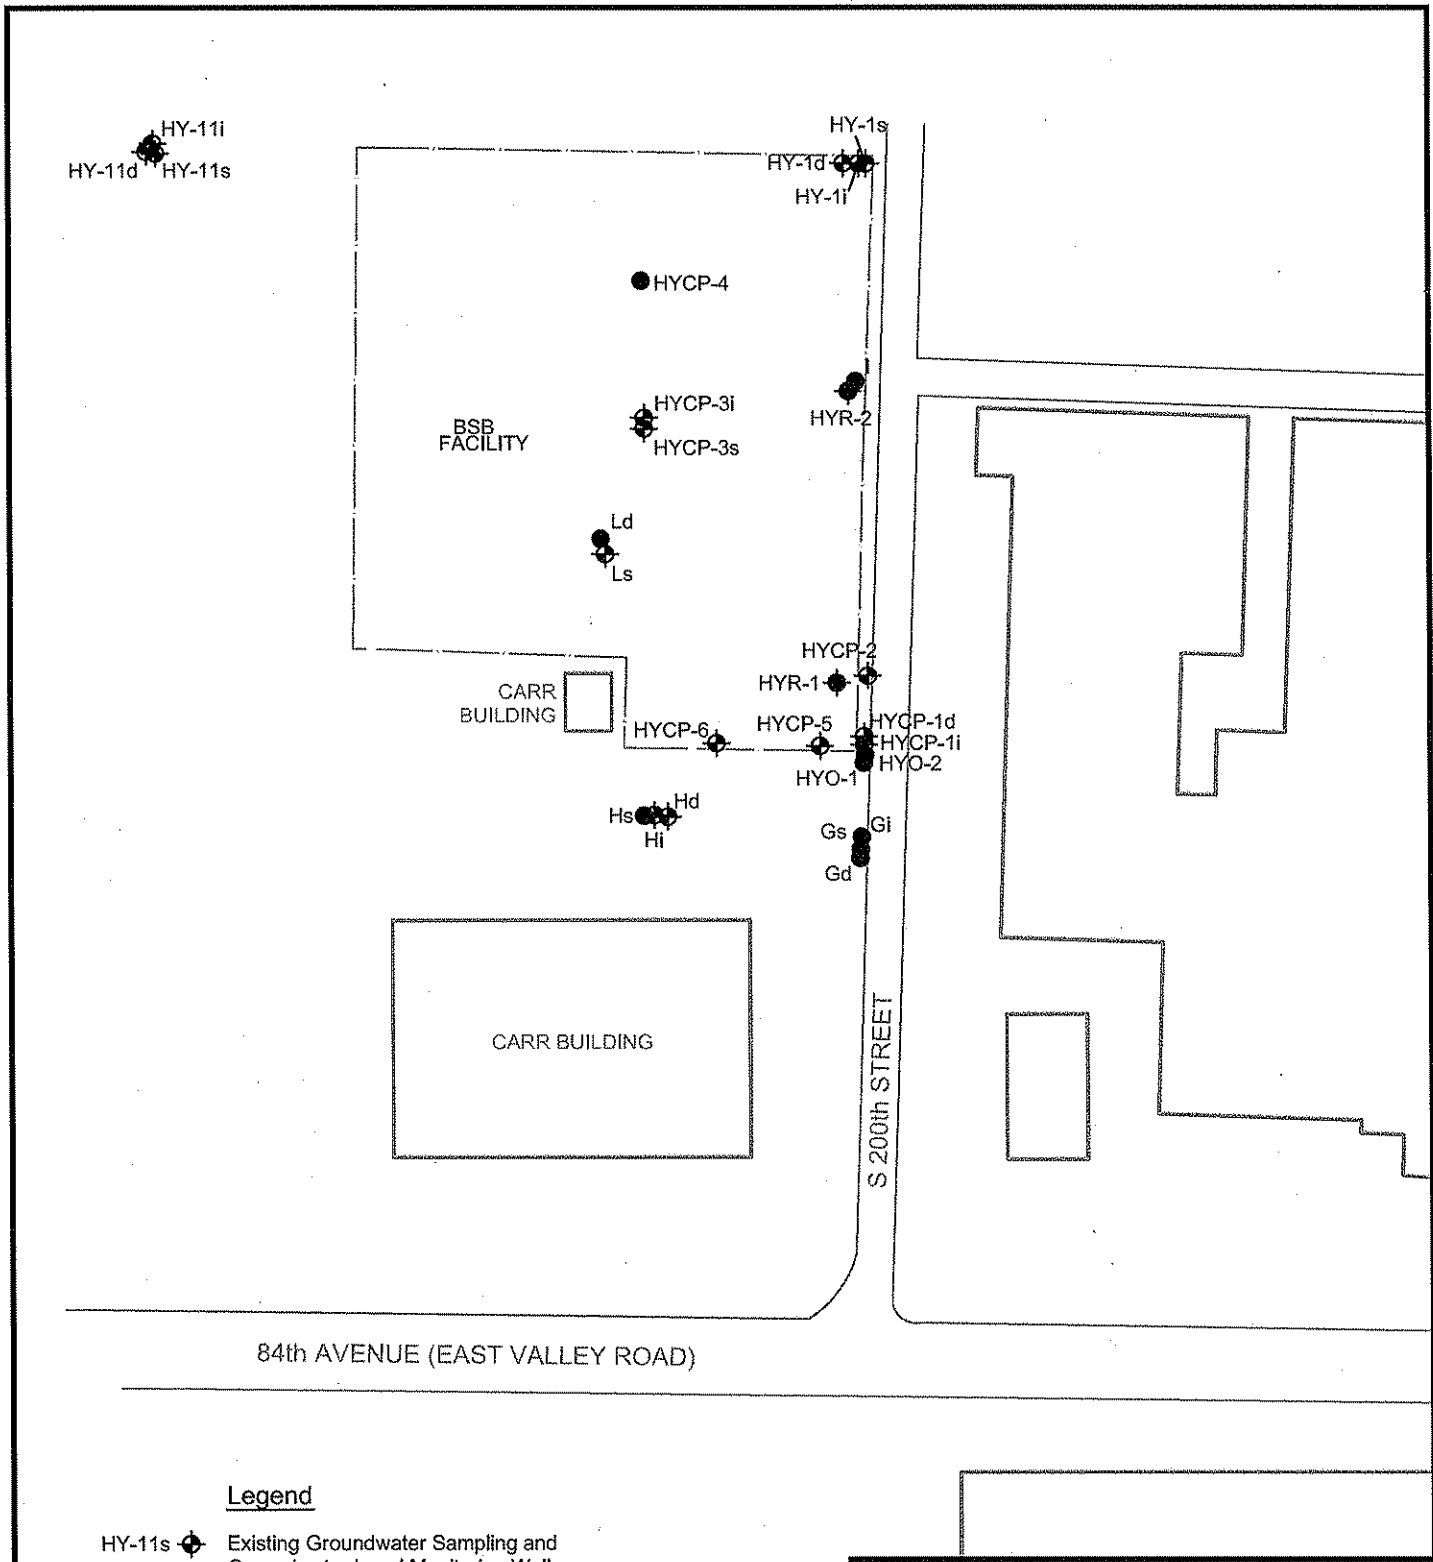 HY-11i
HY-11d
HY-11s
HY-1s
HY-1d
HY-1i
HYCP-4
HYR-2
HYCP-3i
HYCP-3s
BSB
FACILITY
Ld
Ls
HYCP-2
HYR-1
CARR
BUILDING
HYCP-6
HYCP-5
HYCP-1d
HYCP-1i
HYO-2
HYO-1
Hs
Hd
Hi
Gs
Gi
Gd
CARR BUILDING
S 200th STREET
84th AVENUE (EAST VALLEY ROAD)
Legend
HY-11s Existing Groundwater Sampling and